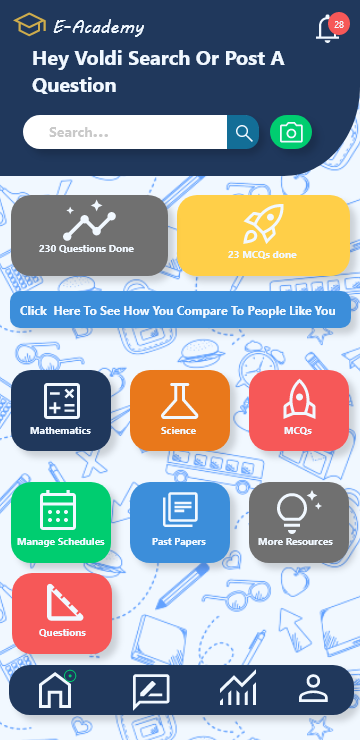 E-Academy
28
Hey Voldi Search Or Post A
Question
Search...
230 Questions Done
23 MCQs done
Click Here To See How You Compare To People Like You
Mathematics
Science
MCQs
Manage Schedules
Past Papers
More Resources
Questions